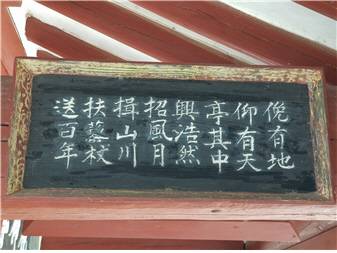 俛有地
仰有天
亭其中
興浩然
招風月
揖山川
扶藜杖
送百年